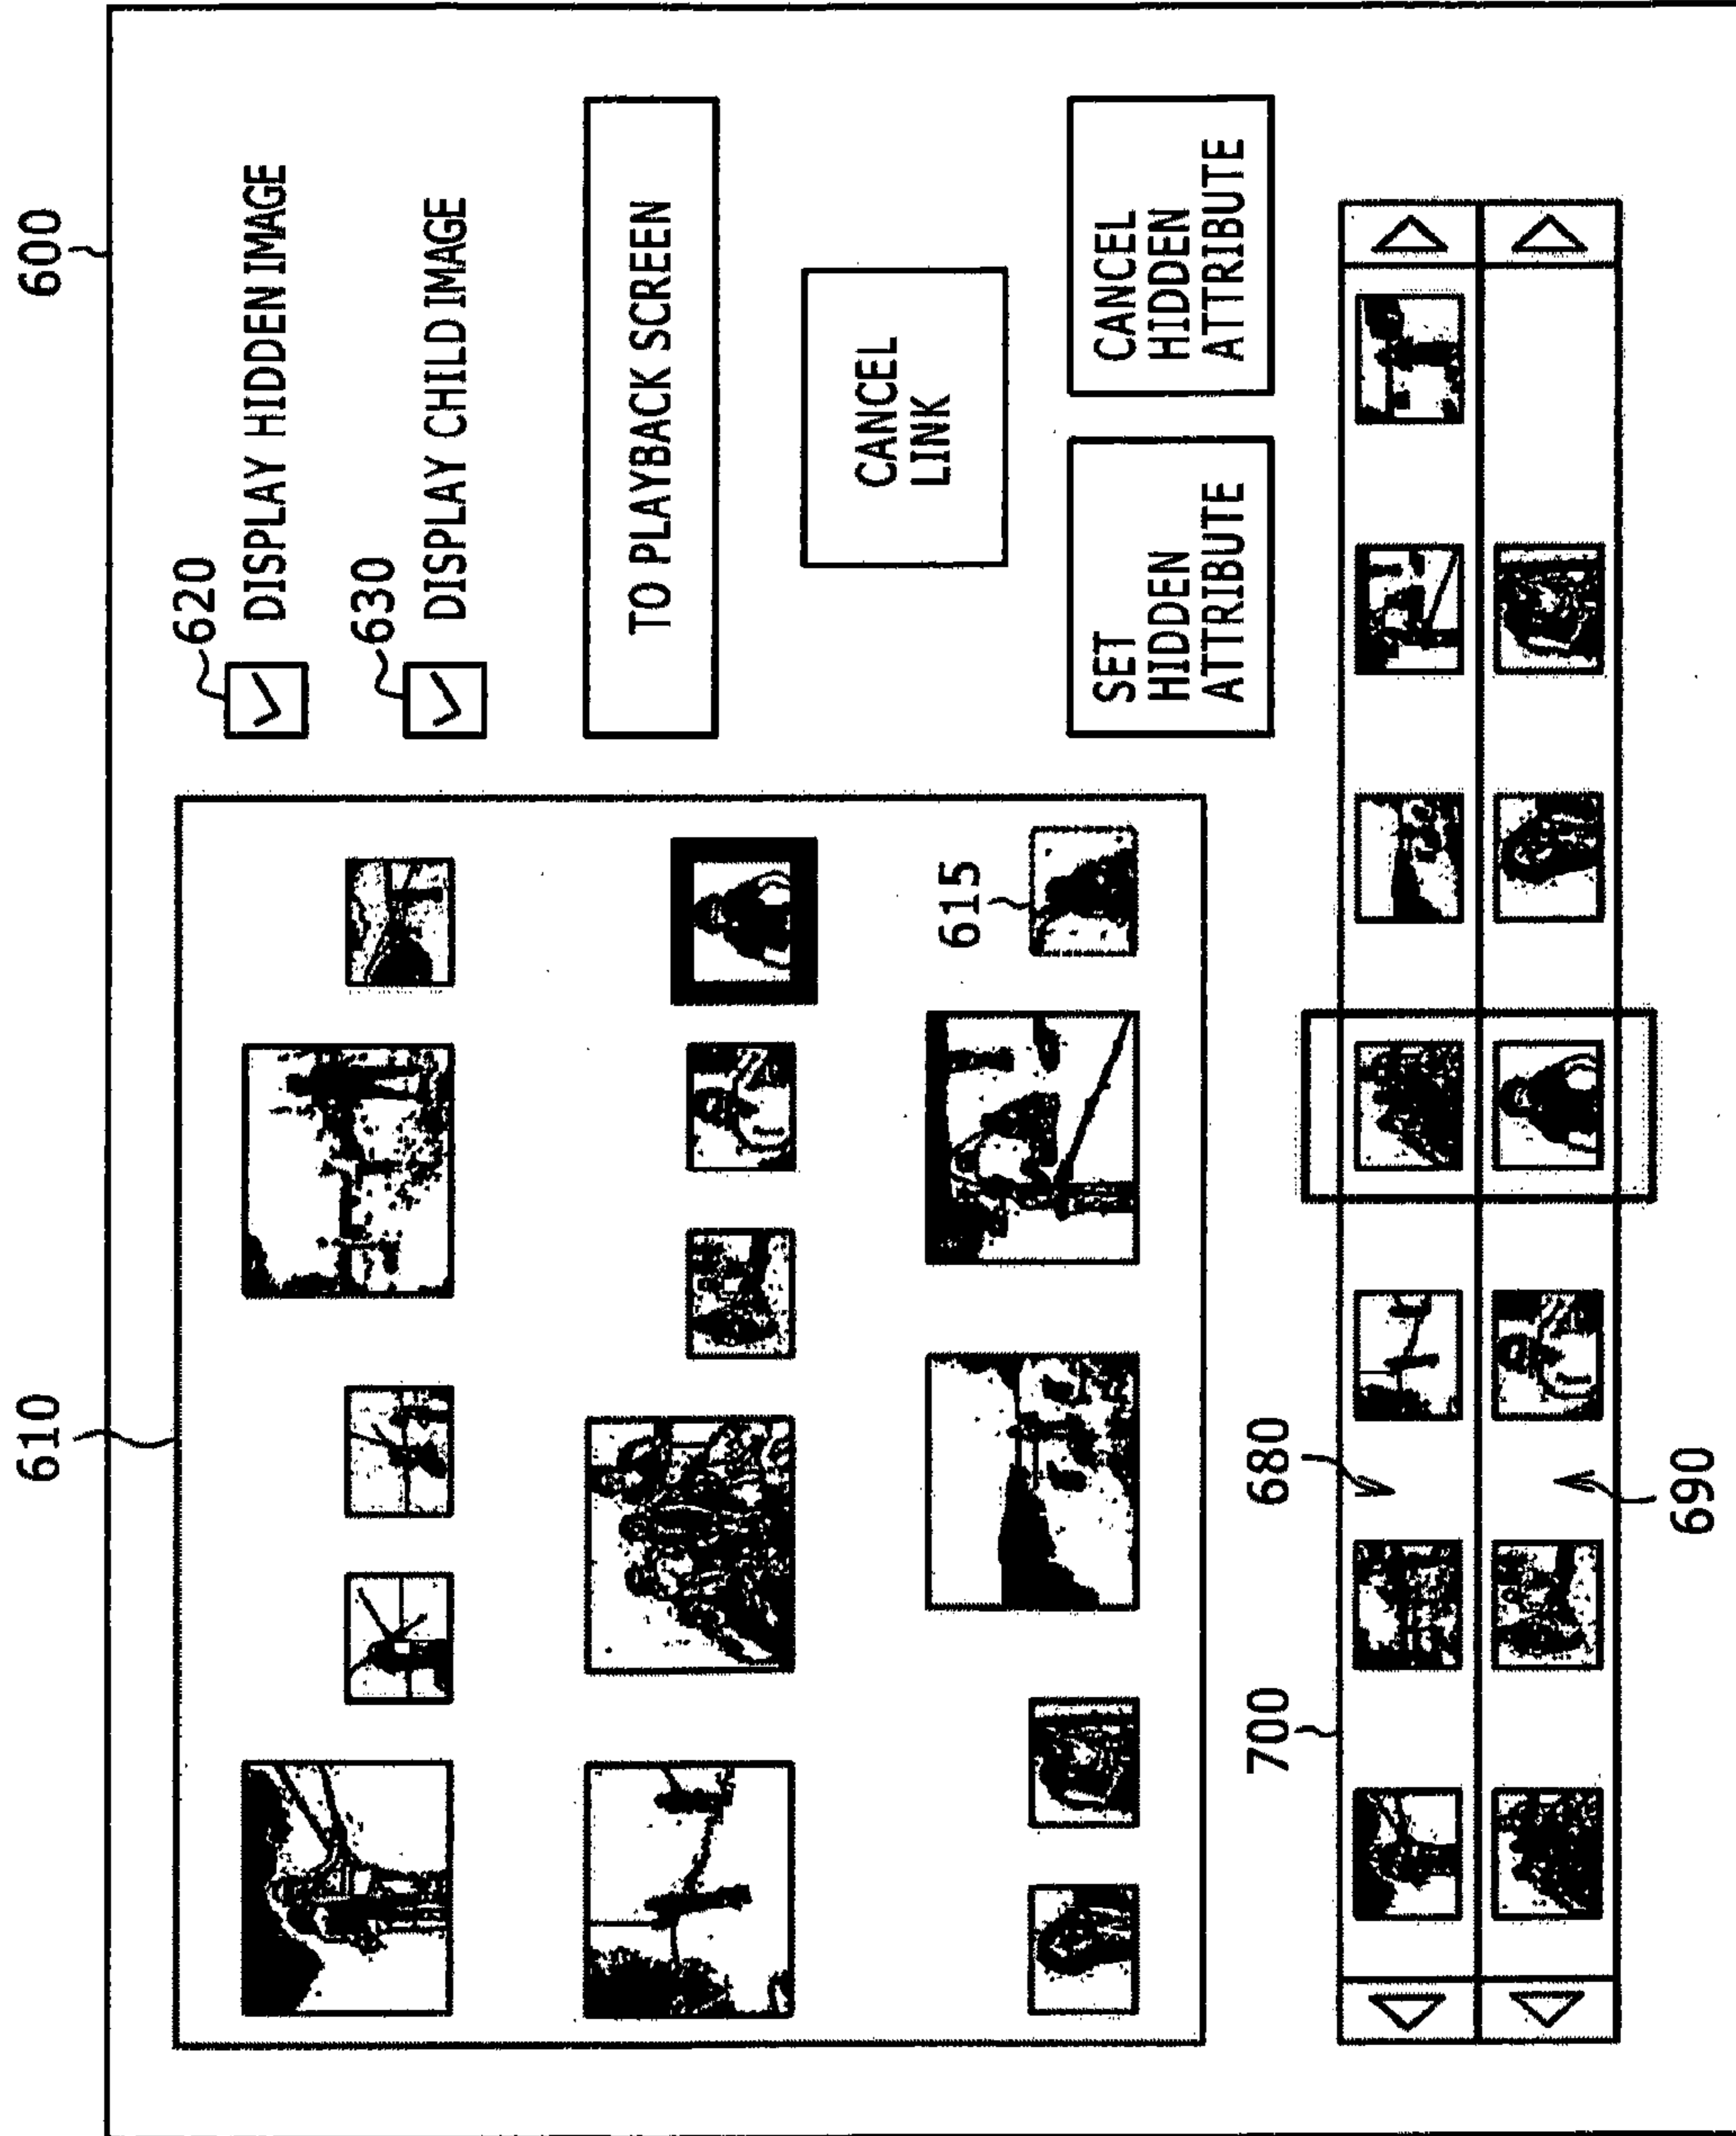 600
610
620
DISPLAY HIDDEN IMAGE
630
DISPLAY CHILD IMAGE
TO PLAYBACK SCREEN
CANCEL
LINK
615
SET
HIDDEN
ATTRIBUTE
CANCEL
HIDDEN
ATTRIBUTE
700
680
690